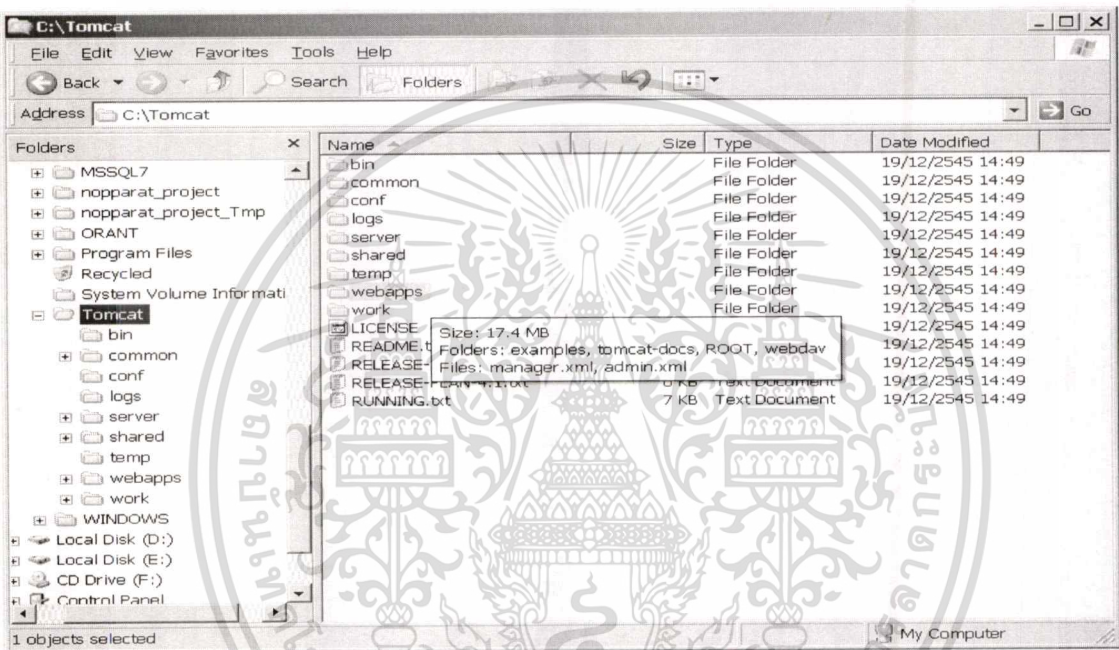 C:\Tomcat
File Edit View Favorites Tools Help
Back Search Folders
Address C:\Tomcat Go
Folders
MSSQL7
nopparat_project
nopparat_project_Tmp
ORANT
Program Files
Recycled
System Volume Informati
Tomcat
bin
common
conf
logs
server
shared
temp
webapps
work
WINDOWS
Local Disk (D:)
Local Disk (E:)
CD Drive (F:)
Control Panel
Name Size Type Date Modified
bin File Folder 19/12/2545 14:49
common File Folder 19/12/2545 14:49
conf File Folder 19/12/2545 14:49
logs File Folder 19/12/2545 14:49
server File Folder 19/12/2545 14:49
shared File Folder 19/12/2545 14:49
temp File Folder 19/12/2545 14:49
webapps File Folder 19/12/2545 14:49
work File Folder 19/12/2545 14:49
LICENSE 19/12/2545 14:49
README.t 19/12/2545 14:49
RELEASE- 19/12/2545 14:49
RELEASE-PLAN-4.1.txt KB Text Document 19/12/2545 14:49
RUNNING.txt 7 KB Text Document 19/12/2545 14:49
Size: 17.4 MB
Folders: examples, tomcat-docs, ROOT, webdav
Files: manager.xml, admin.xml
1 objects selected
My Computer